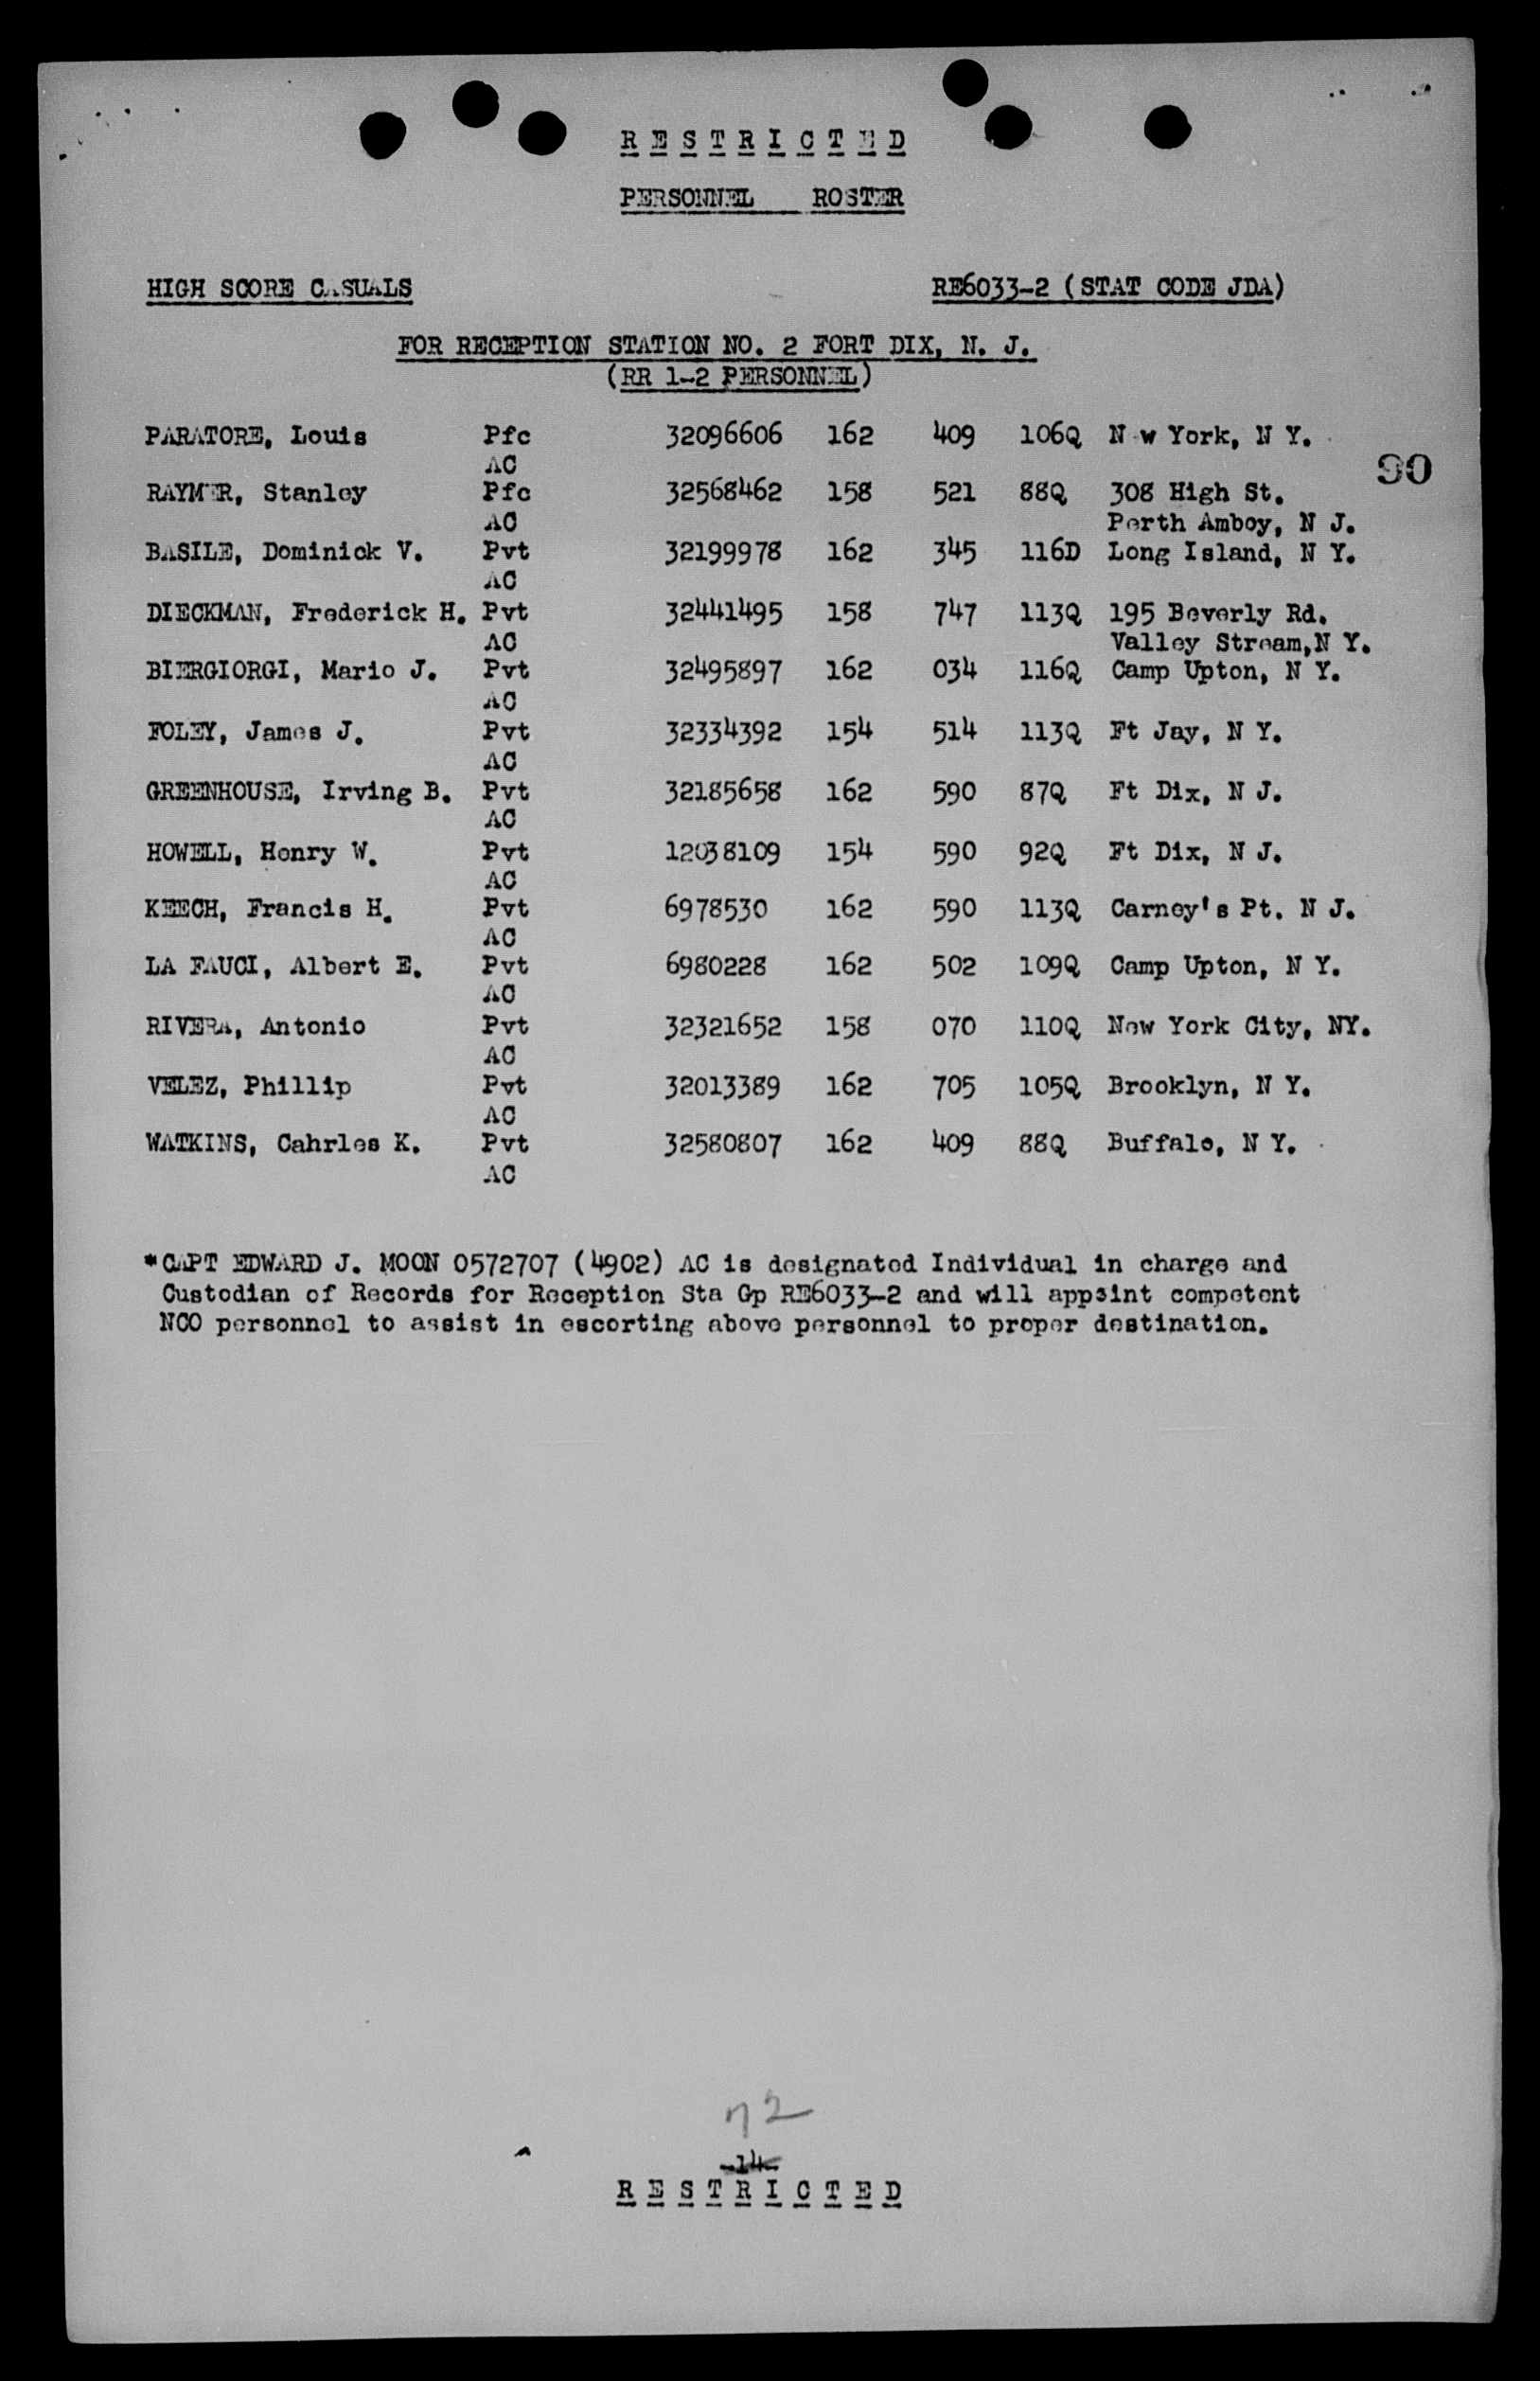 R E S T R I C T E D
PERSONNEL ROSTER
HIGH SCORE CASUALS RE6033-2 (STAT CODE JDA)
FOR RECEPTION STATION NO. 2 FORT DIX, N. J.
(RR 1-2 PERSONNEL)
PARATORE, Louis Pfc 32096606 162 409 106Q N w York, N Y.
AC
90
RAYMER, Stanley Pfc 32568462 158 521 88Q 308 High St.
AC Perth Amboy, N J.
BASILE, Dominick V. Pvt 32199978 162 345 116D Long Island, N Y.
AC
DIECKMAN, Frederick H. Pvt 32441495 158 747 113Q 195 Beverly Rd.
AC Valley Stream,N Y.
BIERGIORGI, Mario J. Pvt 32495897 162 034 116Q Camp Upton, N Y.
AC
FOLEY, James J. Pvt 32334392 154 514 113Q Ft Jay, N Y.
AC
GREENHOUSE, Irving B. Pvt 32185658 162 590 87Q Ft Dix, N J.
AC
HOWELL, Henry W. Pvt 12038109 154 590 92Q Ft Dix, N J.
AC
KEECH, Francis H. Pvt 6978530 162 590 113Q Carney's Pt. N J.
AC
LA FAUCI, Albert E. Pvt 6980228 162 502 109Q Camp Upton, N Y.
AC
RIVERA, Antonio Pvt 32321652 158 070 110Q New York City, NY.
AC
VELEZ, Phillip Pvt 32013389 162 705 105Q Brooklyn, N Y.
AC
WATKINS, Cahrles K. Pvt 32580807 162 409 88Q Buffalo, N Y.
AC
*CAPT EDWARD J. MOON 0572707 (4902) AC is designated Individual in charge and
Custodian of Records for Reception Sta Gp RE6033-2 and will appoint competent
NCO personnel to assist in escorting above personnel to proper destination.
72
-14-
R E S T R I C T E D